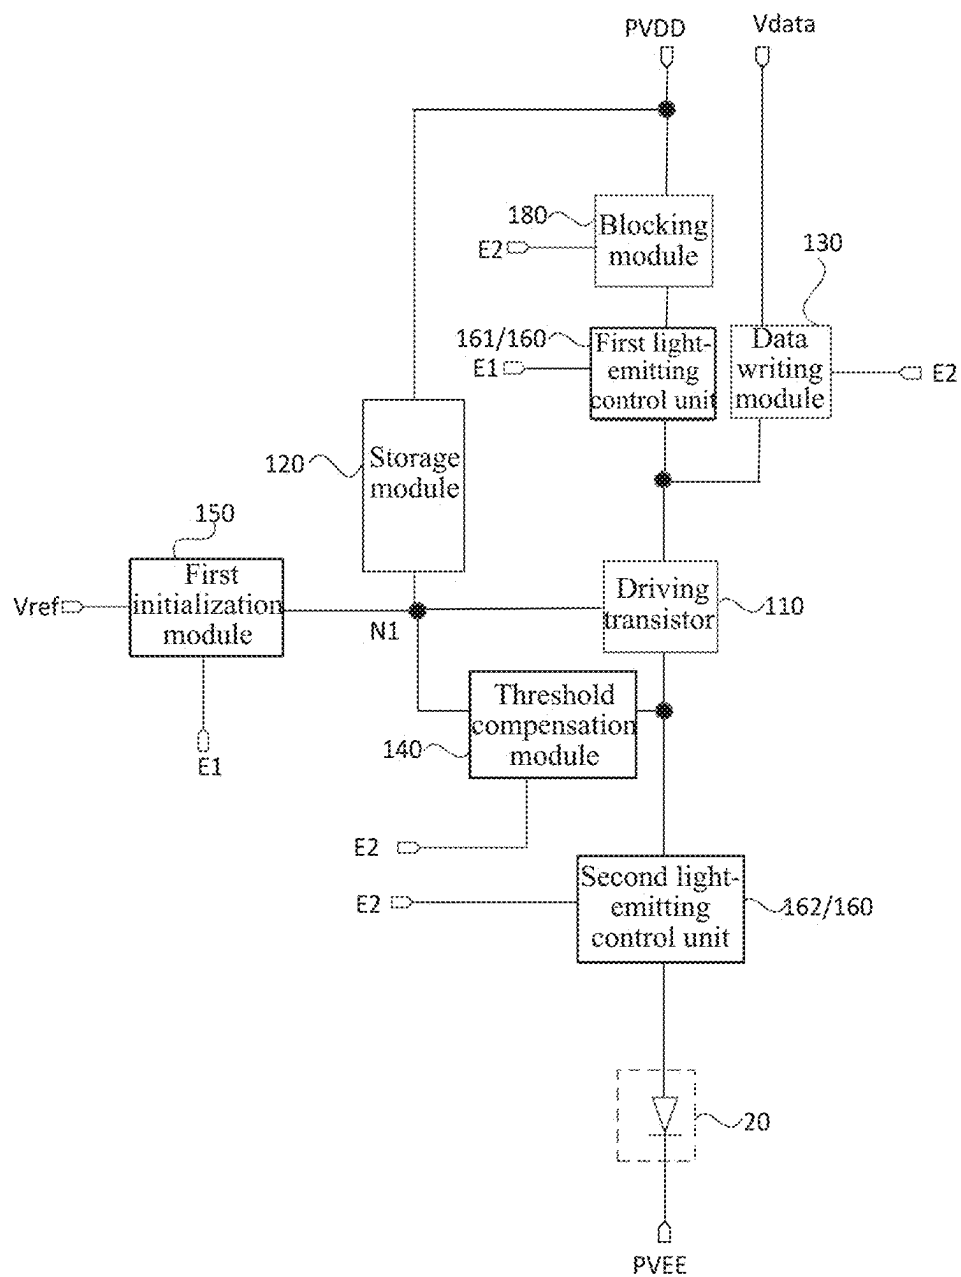 PVDD
Vdata
180
Blocking
module
E2
130
161/160
First light-
emitting
control unit
E1
Data
writing
module
E2
120
Storage
module
150
First
initialization
module
Vref
N1
Driving
transistor
110
E1
Threshold
compensation
module
140
E2
Second light-
emitting
control unit
E2
162/160
20
PVEE